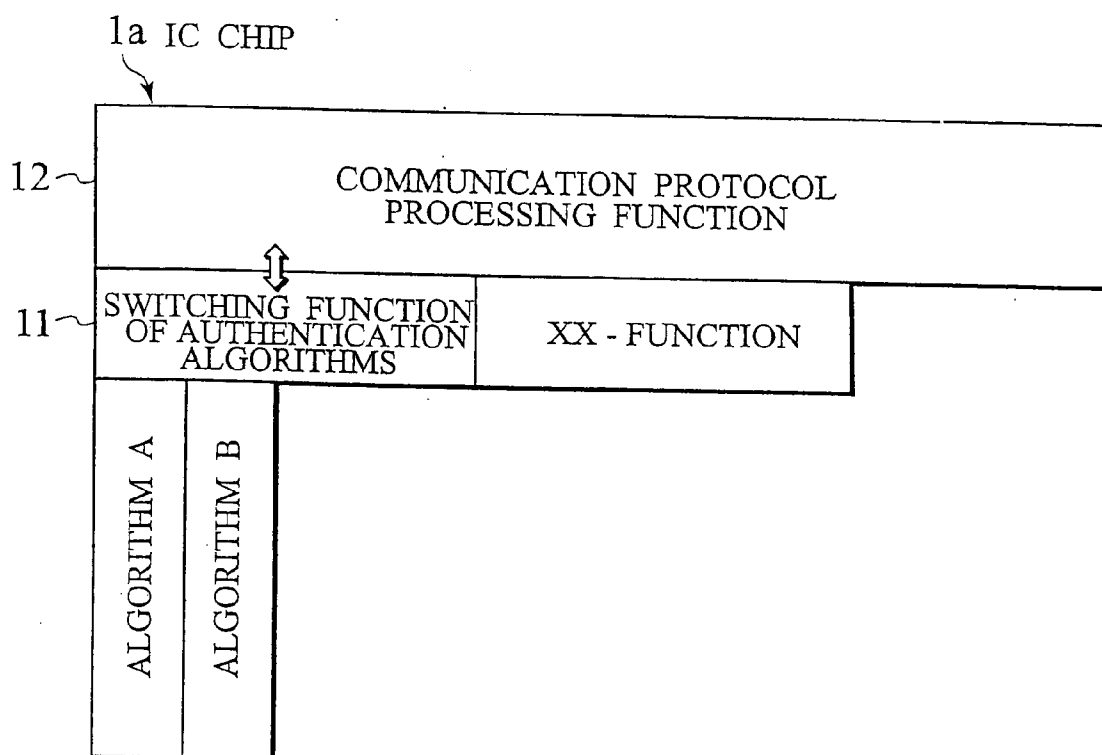 1a IC CHIP
12
COMMUNICATION PROTOCOL
PROCESSING FUNCTION
11
SWITCHING FUNCTION
OF AUTHENTICATION
ALGORITHMS
XX - FUNCTION
ALGORITHM A
ALGORITHM B